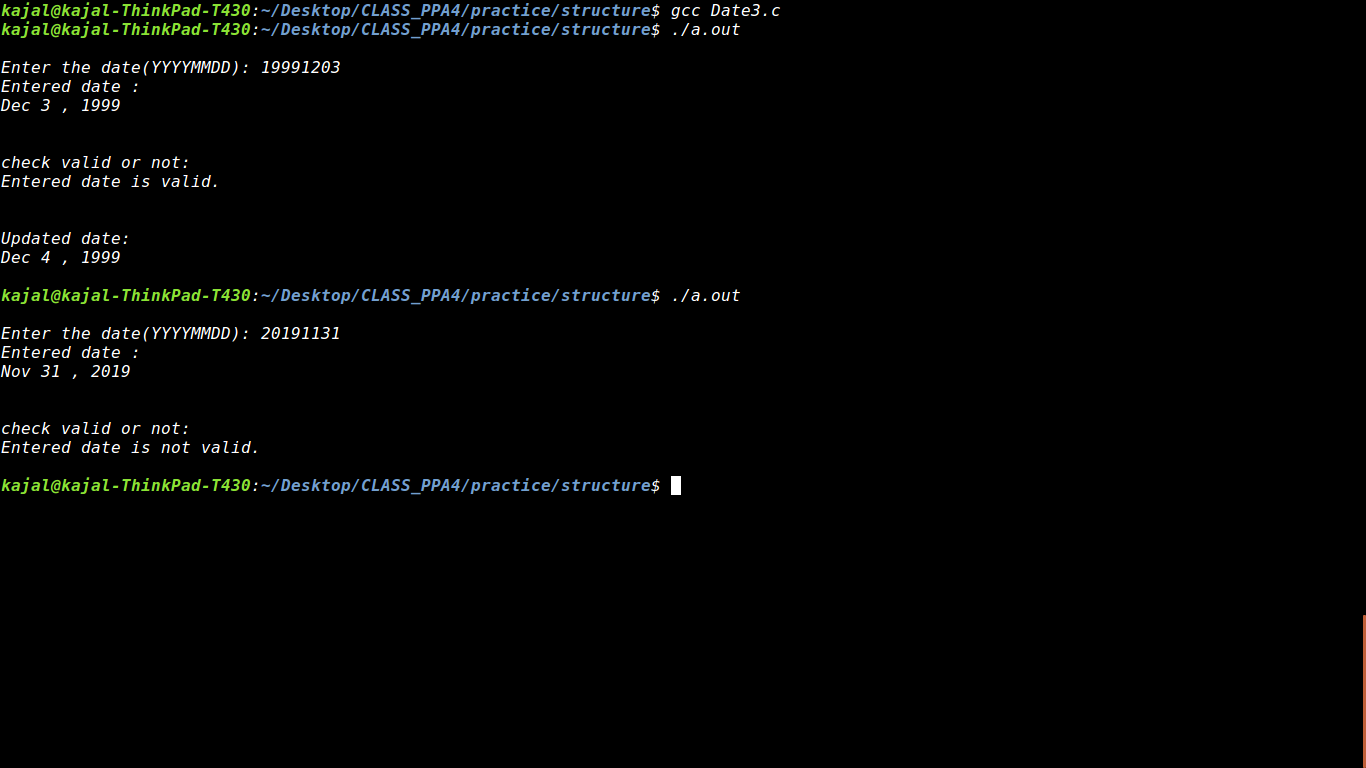 kajal@kajal-ThinkPad-T430:~/Desktop/CLASS_PPA4/practice/structure$ gcc Date3.c
kajal@kajal-ThinkPad-T430:~/Desktop/CLASS_PPA4/practice/structure$ ./a.out
Enter the date(YYYYMMDD): 19991203
Entered date :
Dec 3 , 1999
check valid or not:
Entered date is valid.
Updated date:
Dec 4 , 1999
kajal@kajal-ThinkPad-T430:~/Desktop/CLASS_PPA4/practice/structure$ ./a.out
Enter the date(YYYYMMDD): 20191131
Entered date :
Nov 31 , 2019
check valid or not:
Entered date is not valid.
kajal@kajal-ThinkPad-T430:~/Desktop/CLASS_PPA4/practice/structure$